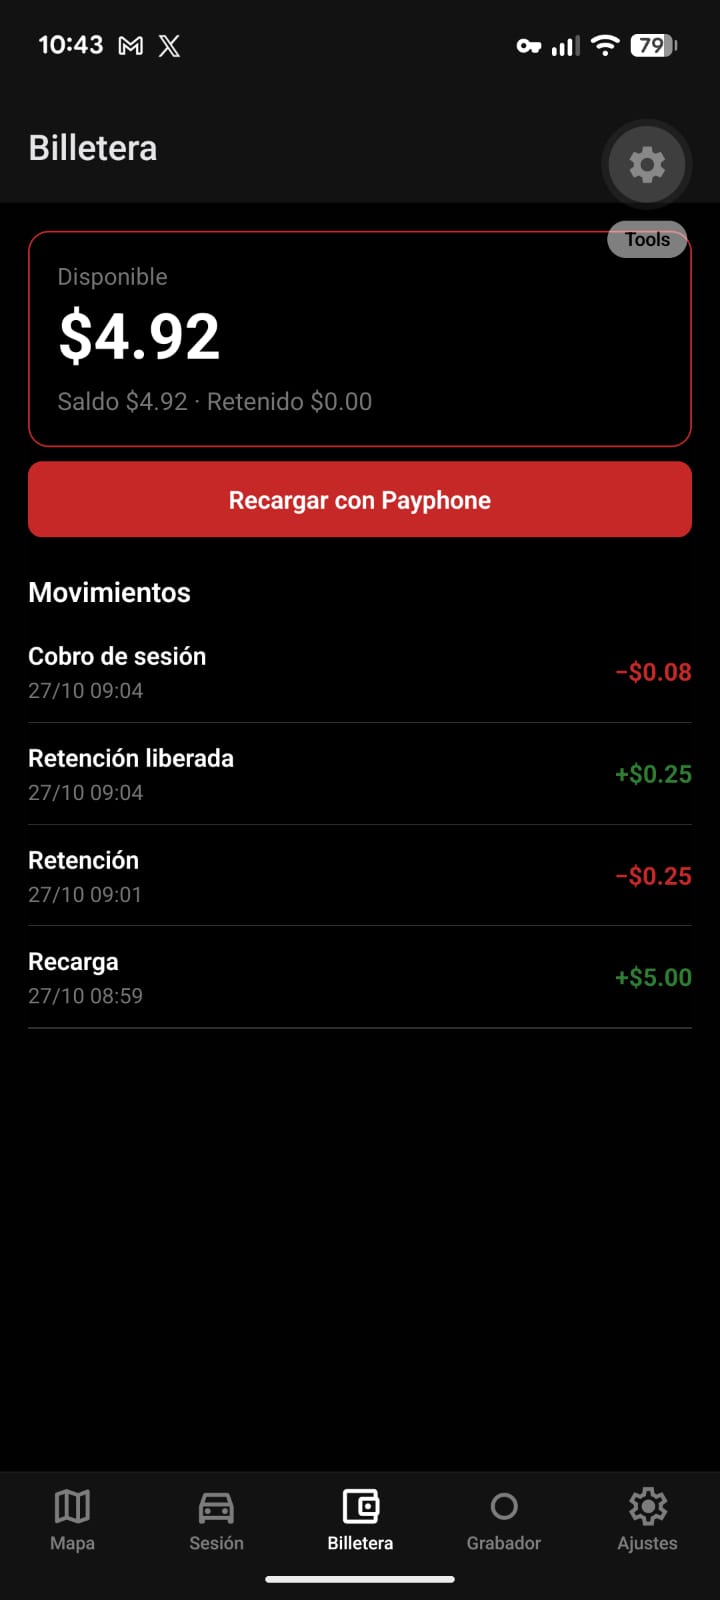 10:43
79
Billetera
Tools
Disponible
$4.92
Saldo $4.92 · Retenido $0.00
Recargar con Payphone
Movimientos
Cobro de sesión
27/10 09:04
−$0.08
Retención liberada
27/10 09:04
+$0.25
Retención
27/10 09:01
−$0.25
Recarga
27/10 08:59
+$5.00
Mapa
Sesión
Billetera
Grabador
Ajustes